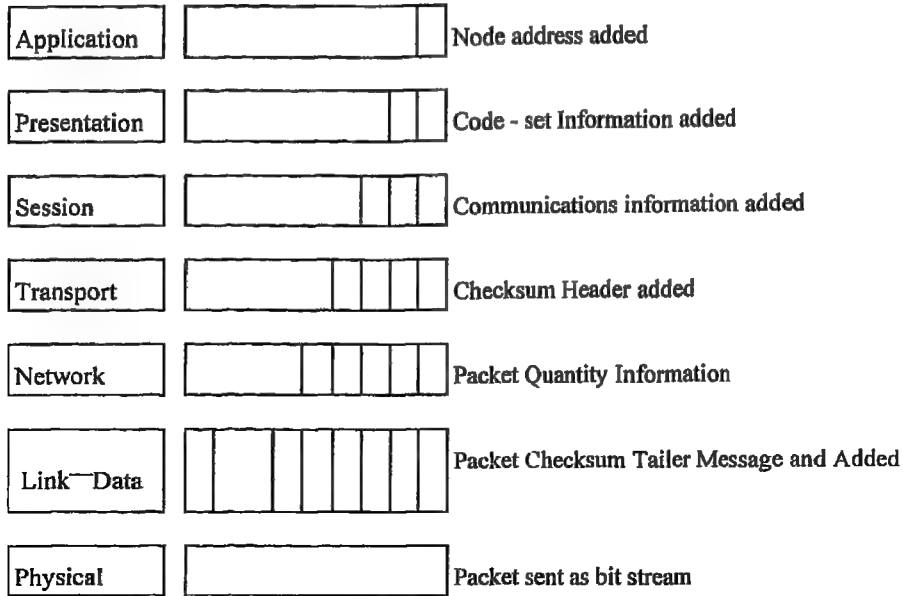 Application Node address added
Presentation Code - set Information added
Session Communications information added
Transport Checksum Header added
Network Packet Quantity Information
Link—Data Packet Checksum Tailer Message and Added
Physical Packet sent as bit stream